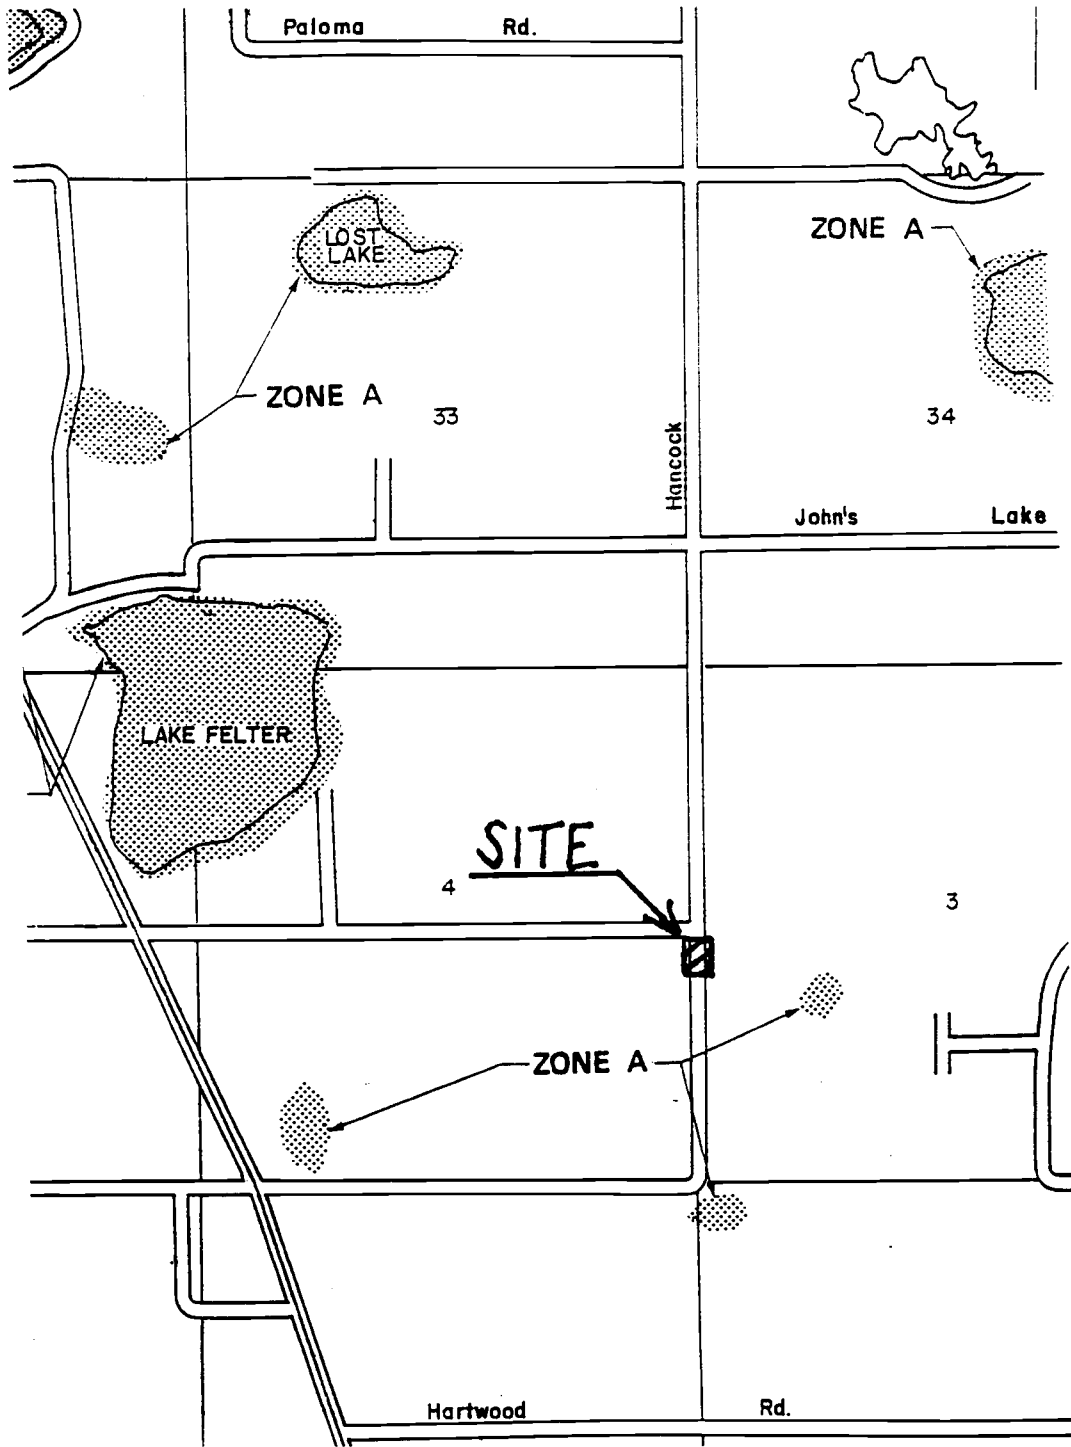 Paloma Rd.
ZONE A
LOST
LAKE
ZONE A
33
34
Hancock
John's Lake
LAKE FELTER
SITE
4
3
ZONE A
Hartwood Rd.